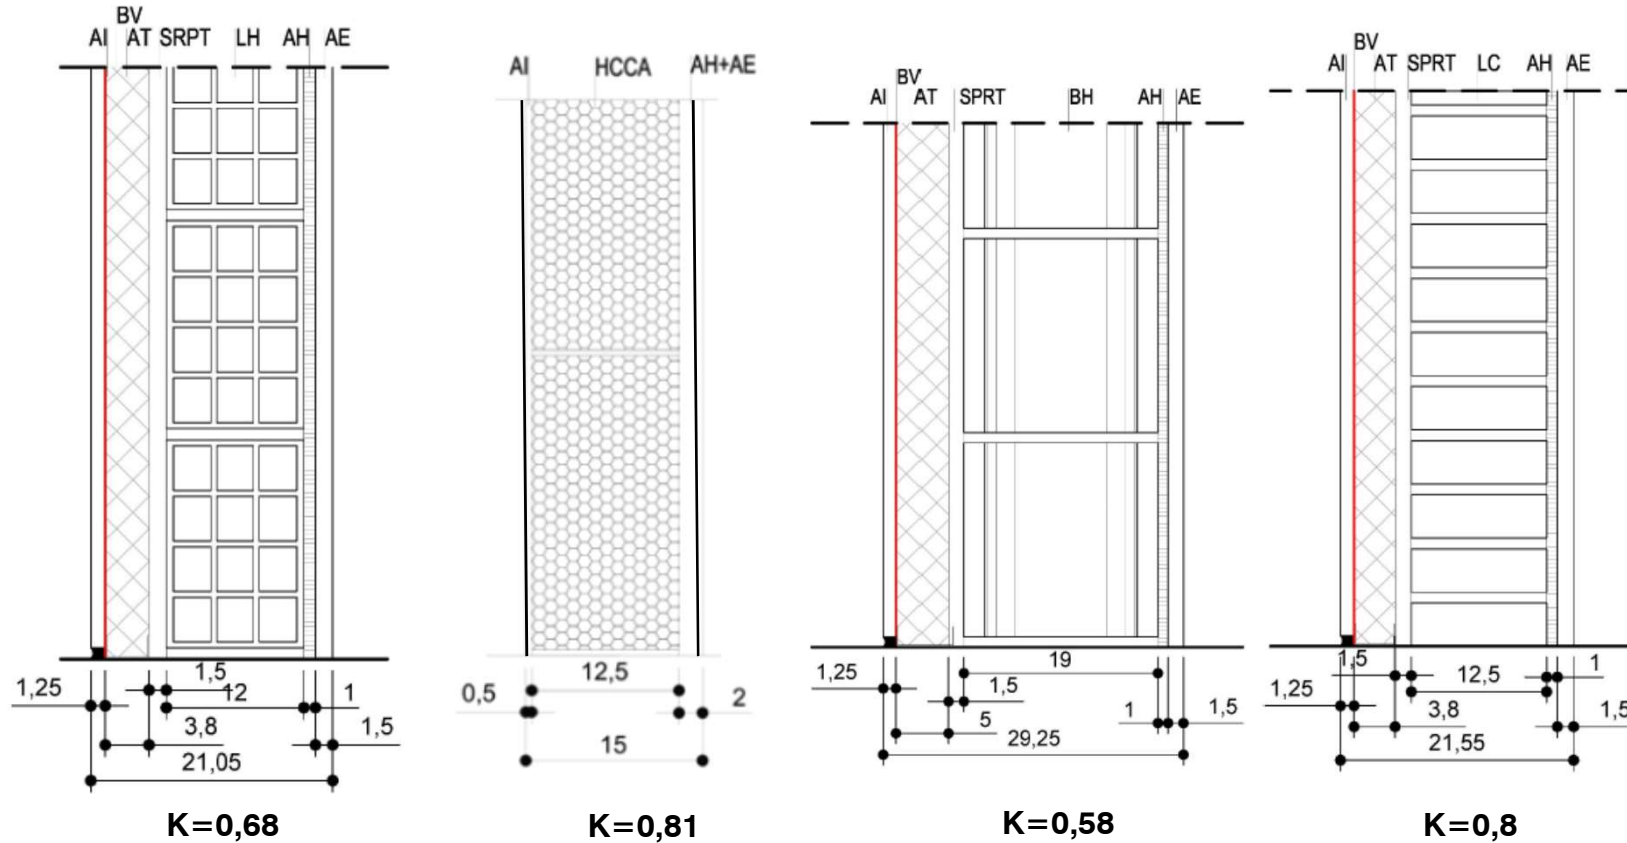 BV
AI AT SRPT LH AH AE
1,5
1,25 12 1
3,8 1,5
21,05
K=0,68
AI HCCA AH+AE
12,5
0,5 2
15
K=0,81
BV
AI AT SPRT BH AH AE
19
1,25 1,5
1 1,5
5
29,25
K=0,58
BV
AI AT SPRT LC AH AE
1,5 12,5 1
1,25
3,8 1,5
21,55
K=0,8